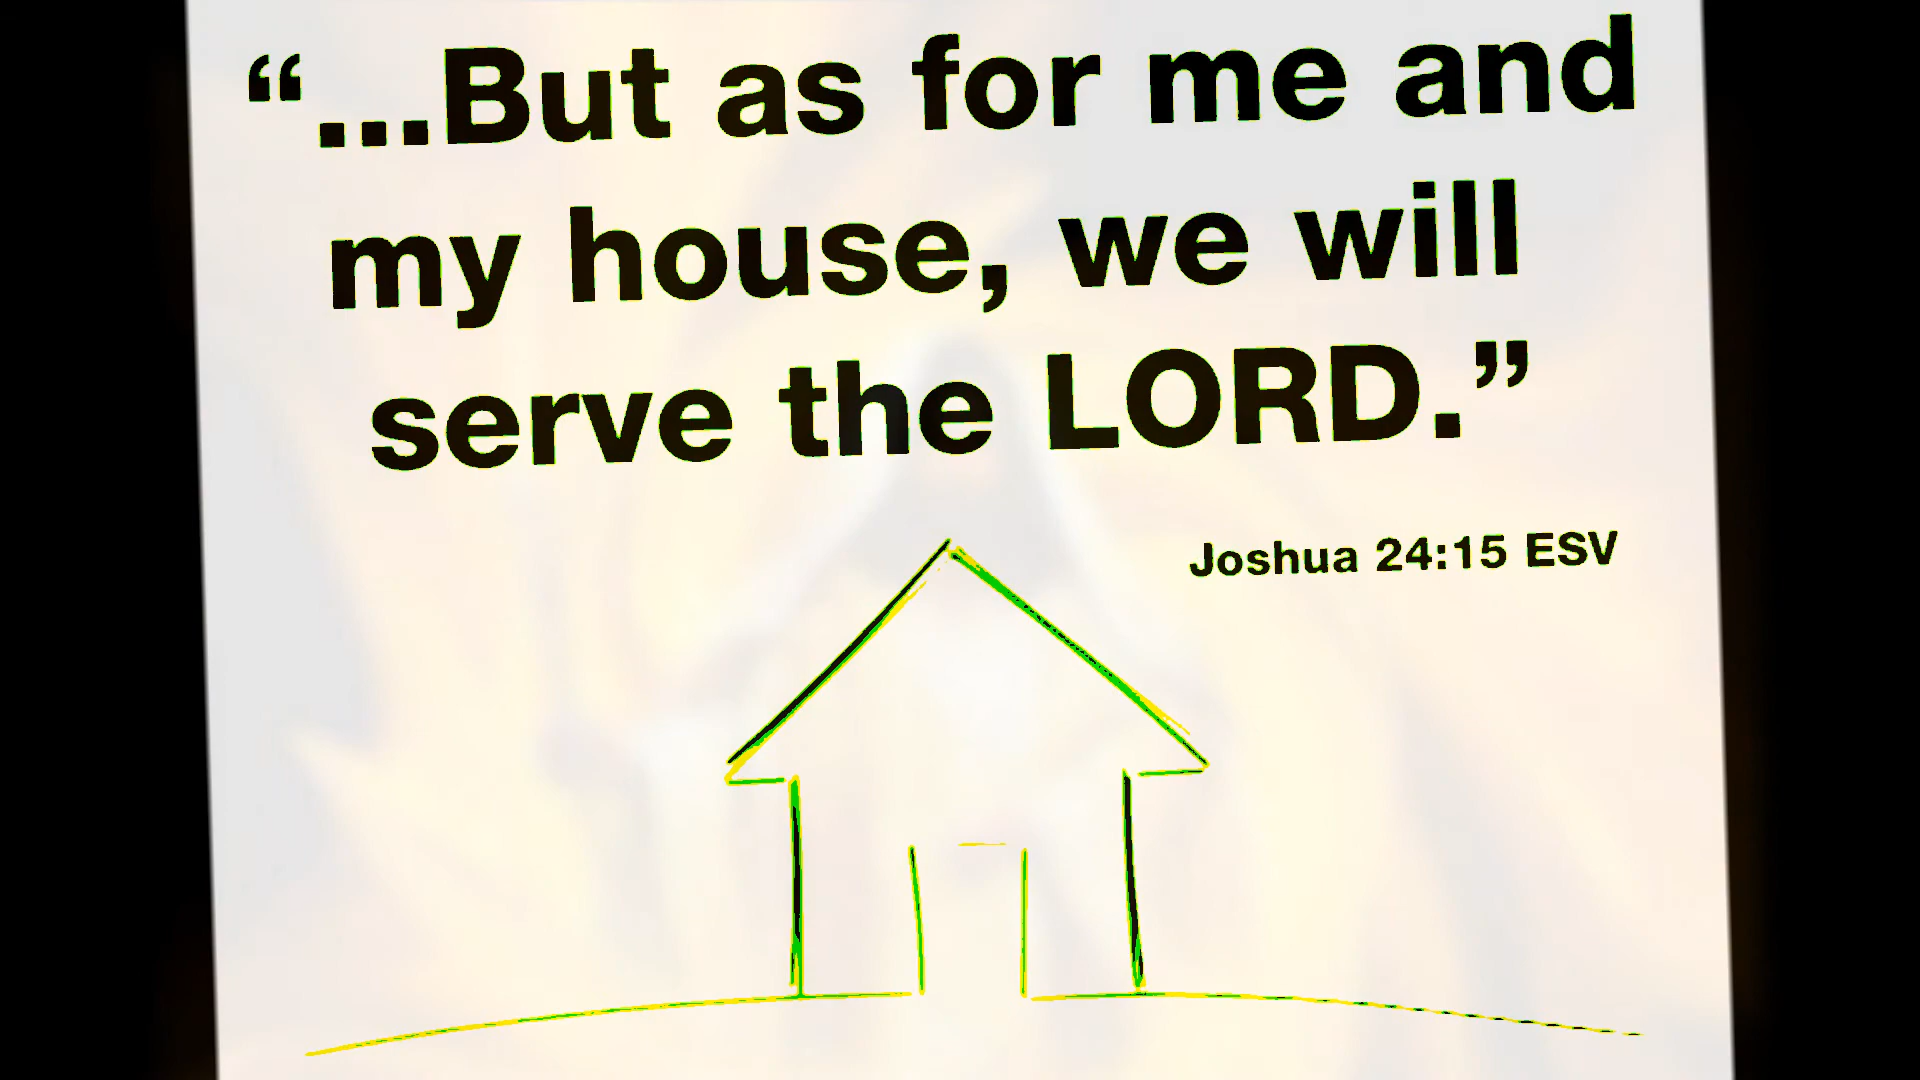 “...But as for me and
my house, we will
serve the LORD.”
Joshua 24:15 ESV